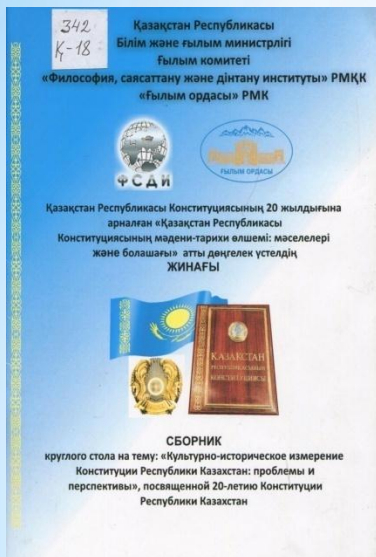 342
Қ-18
Қазақстан Республикасы
Білім және ғылым министрлігі
Ғылым комитеті
«Философия, саясаттану және дінтану институты» РМҚК
«Ғылым ордасы» РМК
ФСДИ
ҒЫЛЫМ ОРДАСЫ
Қазақстан Республикасы Конституциясының 20 жылдығына
арналған «Қазақстан Республикасы
Конституциясының мәдени-тарихи өлшемі: мәселелері
және болашағы» атты дөңгелек үстелдің
ЖИНАҒЫ
ҚАЗАҚСТАН
РЕСПУБЛИКАСЫНЫҢ
КОНСТИТУЦИЯСЫ
СБОРНИК
круглого стола на тему: «Культурно-историческое измерение
Конституции Республики Казахстан: проблемы и
перспективы», посвященной 20-летию Конституции
Республики Казахстан